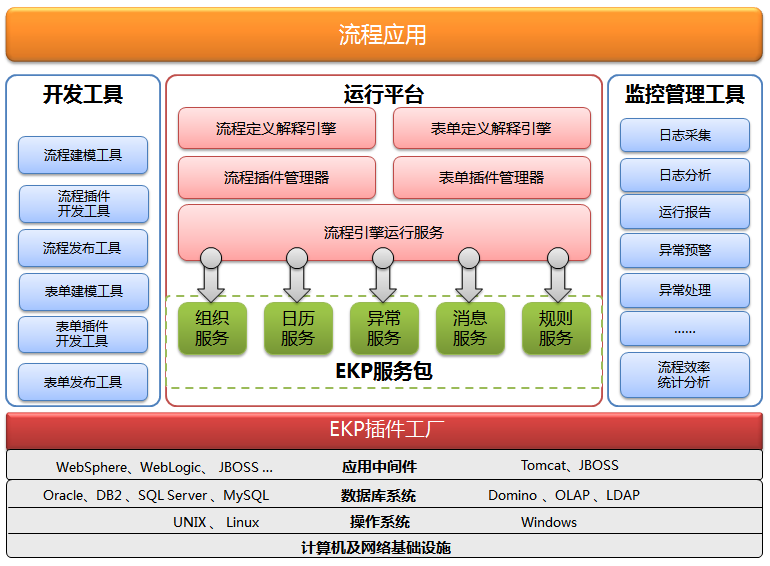 流程应用
开发工具
流程建模工具
流程插件
开发工具
流程发布工具
表单建模工具
表单插件
开发工具
表单发布工具
运行平台
流程定义解释引擎
表单定义解释引擎
流程插件管理器
表单插件管理器
流程引擎运行服务
组织
服务
日历
服务
异常
服务
消息
服务
规则
服务
EKP服务包
监控管理工具
日志采集
日志分析
运行报告
异常预警
异常处理
......
流程效率
统计分析
EKP插件工厂
WebSphere、WebLogic、 JBOSS ...
应用中间件
Tomcat、JBOSS
Oracle、DB2 、SQL Server 、MySQL
数据库系统
Domino 、OLAP 、LDAP
UNIX 、 Linux
操作系统
Windows
计算机及网络基础设施